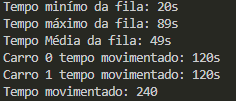 Tempo minímo da fila: 20s
Tempo máximo da fila: 89s
Tempo Média da fila: 49s
Carro 0 tempo movimentado: 120s
Carro 1 tempo movimentado: 120s
Tempo movimentado: 240